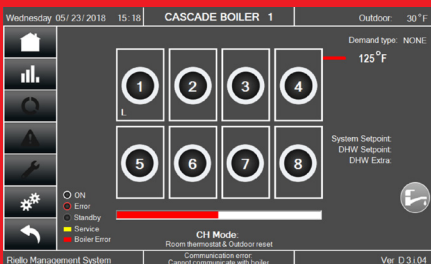 Wednesday 05/23/2018 15:18 CASCADE BOILER 1 Outdoor: 30°F
Demand type: NONE
125°F
1 2 3 4
L
5 6 7 8
System Setpoint:
DHW Setpoint:
DHW Extra:
ON
Error
Standby
Service
Boiler Error
CH Mode:
Room thermostat & Outdoor reset
Riello Management System Communication error: Ver D3.i.04
Cannot communicate with boiler